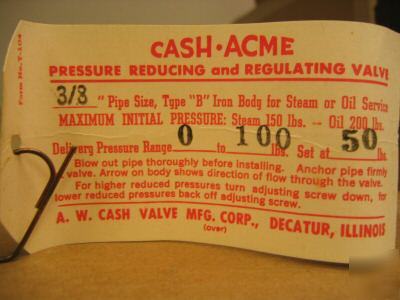 Form No. T-104
CASH·ACME
PRESSURE REDUCING and REGULATING VALVE
3/8 " Pipe Size, Type "B" Iron Body for Steam or Oil Service
MAXIMUM INITIAL PRESSURE: Steam 150 lbs. — Oil 200 lbs.
Delivery Pressure Range 0 to 100 lbs. Set at 50 lbs.
Blow out pipe thoroughly before installing. Anchor pipe firmly
valve. Arrow on body shows direction of flow through the valve.
For higher reduced pressures turn adjusting screw down, for
lower reduced pressures back off adjusting screw.
A. W. CASH VALVE MFG. CORP., DECATUR, ILLINOIS
(over)